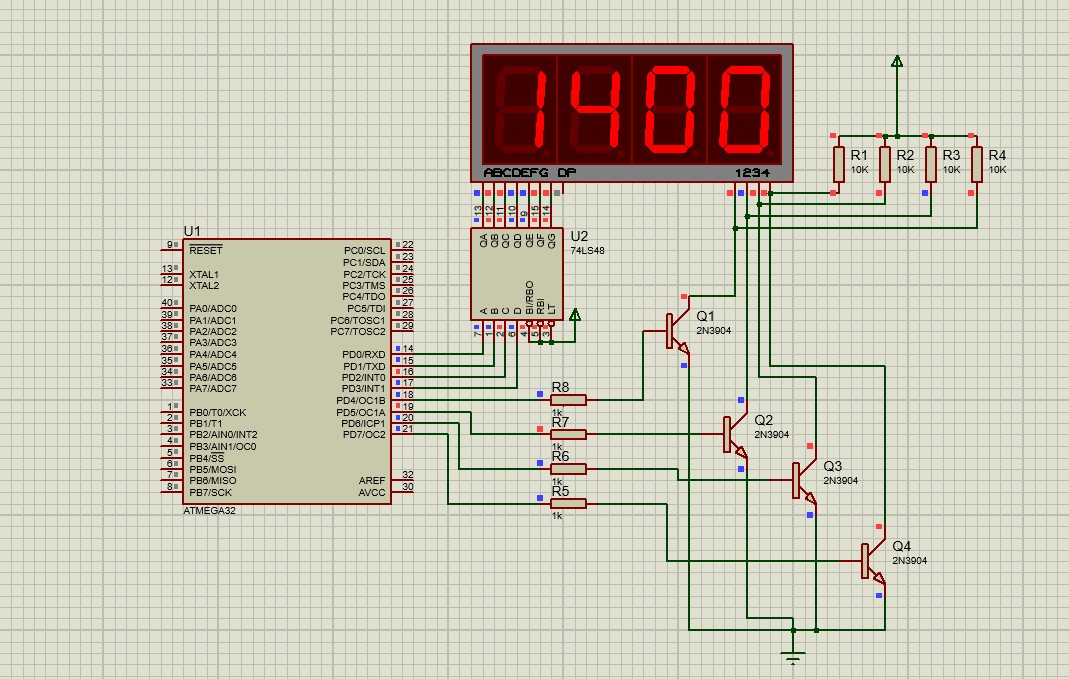 1400
ABCDEFG DP
1234
R1
10K
R2
10K
R3
10K
R4
10K
13 12 11 10 9 15 14
QA QB QC QD QE QF QG
U2
74LS48
A B C D BI/RBO RBI LT
7 1 2 6 4 5 3
U1
9 RESET
13 XTAL1
12 XTAL2
40 PA0/ADC0
39 PA1/ADC1
38 PA2/ADC2
37 PA3/ADC3
36 PA4/ADC4
35 PA5/ADC5
34 PA6/ADC6
33 PA7/ADC7
1 PB0/T0/XCK
2 PB1/T1
3 PB2/AIN0/INT2
4 PB3/AIN1/OC0
5 PB4/SS
6 PB5/MOSI
7 PB6/MISO
8 PB7/SCK
PC0/SCL 22
PC1/SDA 23
PC2/TCK 24
PC3/TMS 25
PC4/TDO 26
PC5/TDI 27
PC6/TOSC1 28
PC7/TOSC2 29
PD0/RXD 14
PD1/TXD 15
PD2/INT0 16
PD3/INT1 17
PD4/OC1B 18
PD5/OC1A 19
PD6/ICP1 20
PD7/OC2 21
AREF 32
AVCC 30
ATMEGA32
R8
1k
R7
1k
R6
1k
R5
1k
Q1
2N3904
Q2
2N3904
Q3
2N3904
Q4
2N3904